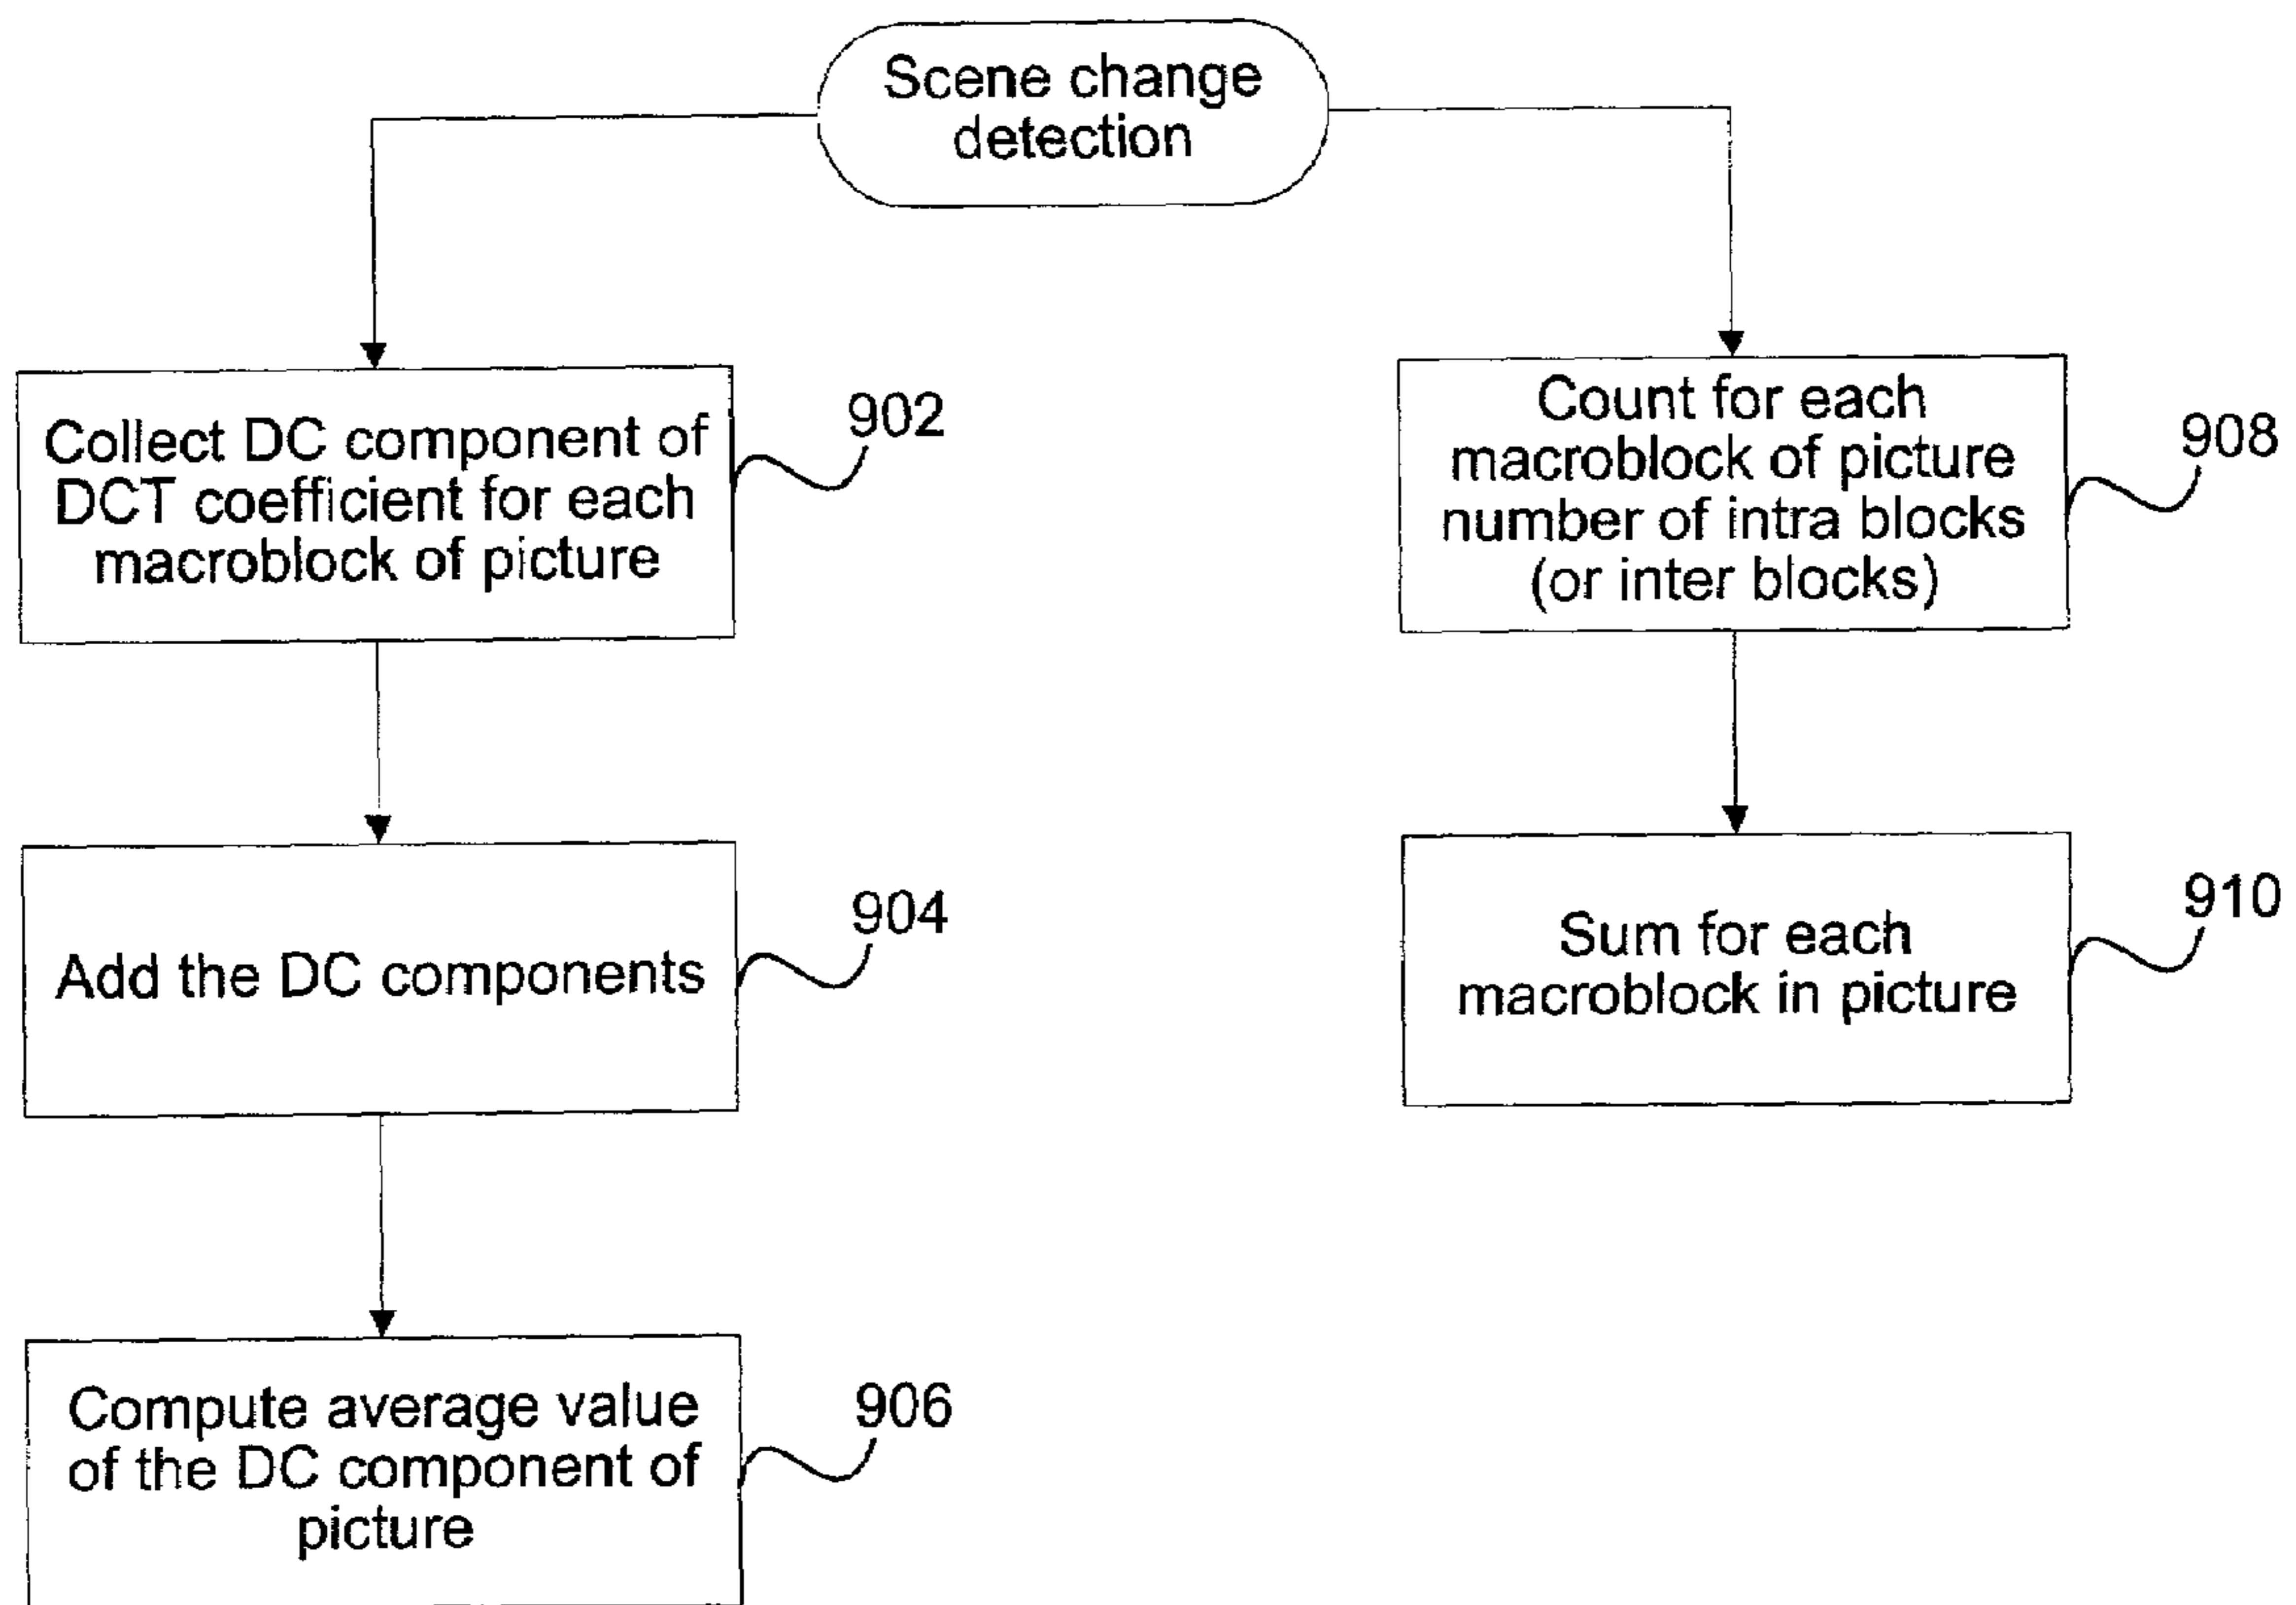 Scene change
detection
Collect DC component of
DCT coefficient for each
macroblock of picture
902
Add the DC components
904
Compute average value
of the DC component of
picture
906
Count for each
macroblock of picture
number of intra blocks
(or inter blocks)
908
Sum for each
macroblock in picture
910